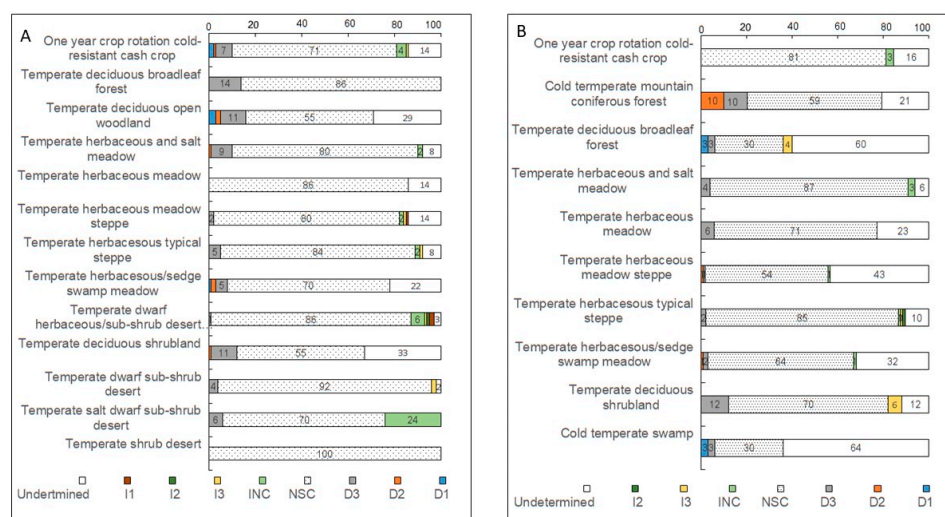 A
0 20 40 60 80 100
One year crop rotation cold-
resistant cash crop
7 71 4 14
Temperate deciduous broadleaf
forest
14 86
Temperate deciduous open
woodland
11 55 29
Temperate herbaceous and salt
meadow
9 80 2 8
Temperate herbaceous meadow
86 14
Temperate herbaceous meadow
steppe
2 80 2 14
Temperate herbacesous typical
steppe
5 84 2 8
Temperate herbacesous/sedge
swamp meadow
5 70 22
Temperate dwarf
herbaceous/sub-shrub desert..
86 6 3
Temperate deciduous shrubland
11 55 33
Temperate dwarf sub-shrub
desert
4 92 2
Temperate salt dwarf sub-shrub
desert
6 70 24
Temperate shrub desert
100
Undertmined I1 I2 I3 INC NSC D3 D2 D1
B
0 20 40 60 80 100
One year crop rotation cold-
resistant cash crop
81 3 16
Cold termperate mountain
coniferous forest
10 10 59 21
Temperate deciduous broadleaf
forest
3 3 30 4 60
Temperate herbaceous and salt
meadow
4 87 3 6
Temperate herbaceous
meadow
6 71 23
Temperate herbaceous
meadow steppe
54 1 43
Temperate herbacesous typical
steppe
2 85 10
Temperate herbacesous/sedge
swamp meadow
2 64 1 32
Temperate deciduous
shrubland
12 70 6 12
Cold temperate swamp
3 3 30 64
Undetermined I2 I3 INC NSC D3 D2 D1